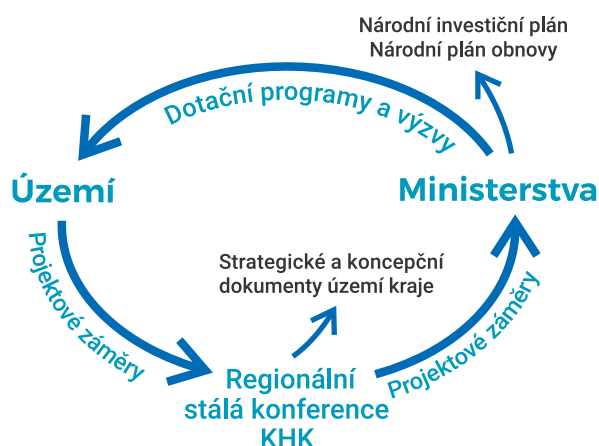 Národní investiční plán
Národní plán obnovy
Dotační programy a výzvy
Území
Ministerstva
Projektové záměry
Strategické a koncepční
dokumenty území kraje
Projektové záměry
Regionální
stálá konference
KHK